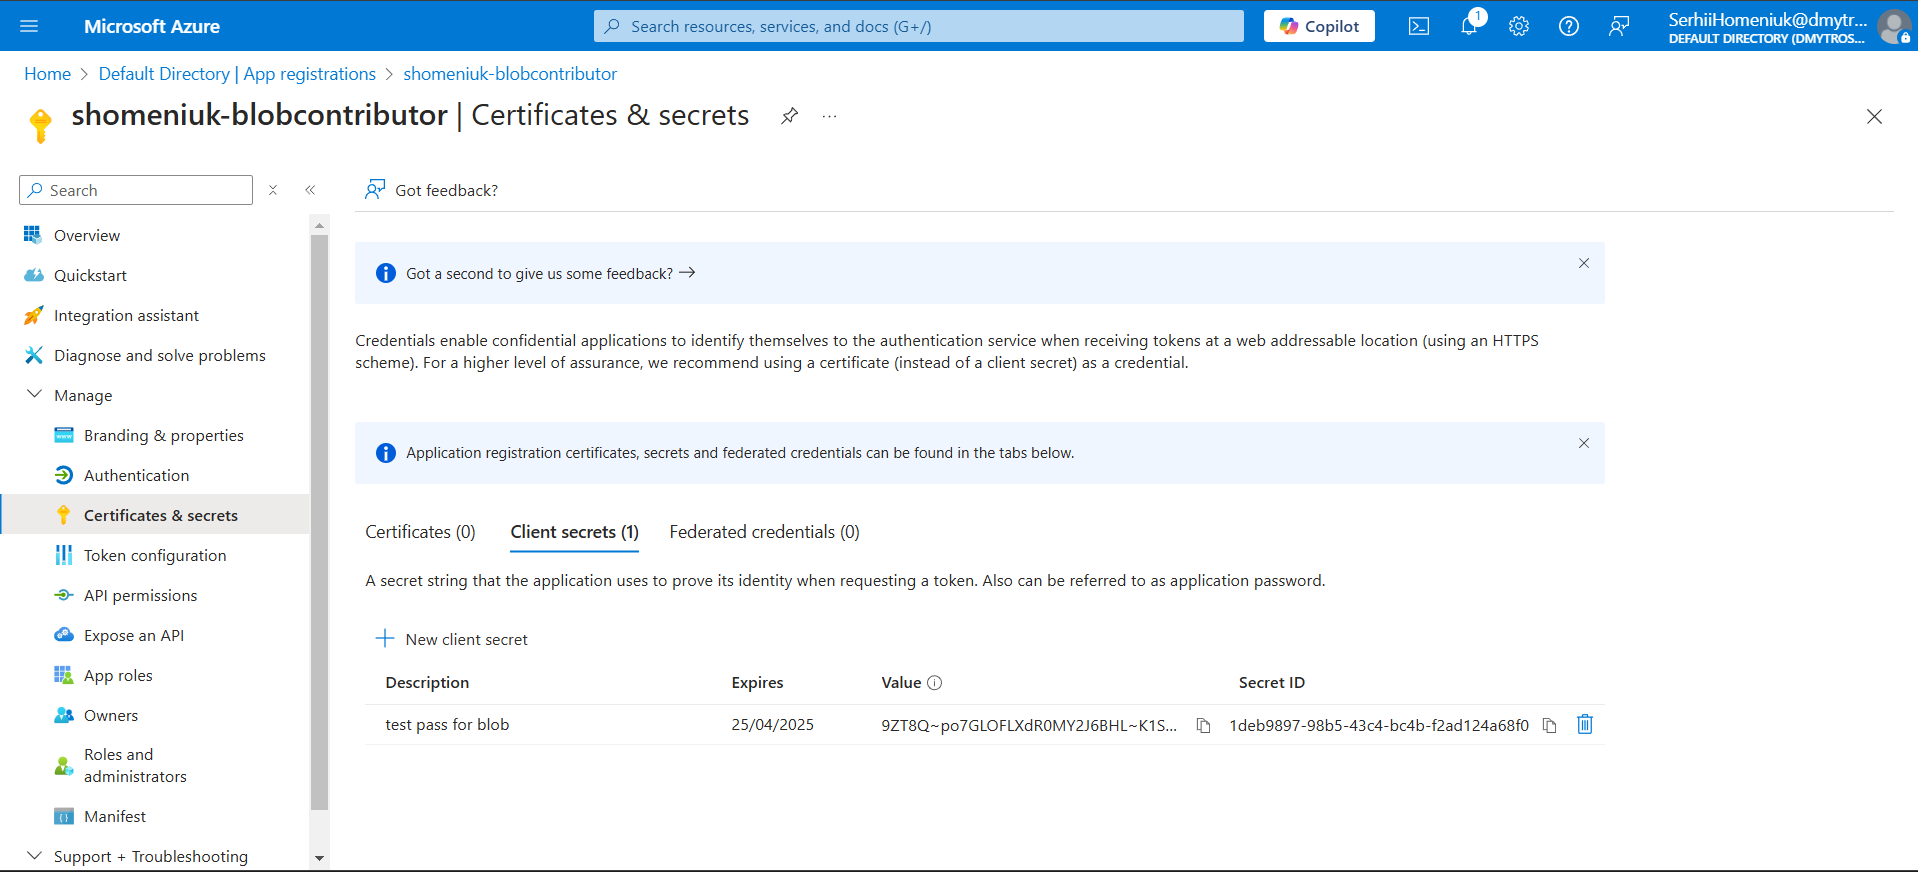 Microsoft Azure
Search resources, services, and docs (G+/)
Copilot
1
SerhiiHomeniuk@dmytr...
DEFAULT DIRECTORY (DMYTROS...
Home > Default Directory | App registrations > shomeniuk-blobcontributor
shomeniuk-blobcontributor | Certificates & secrets
Search
Got feedback?
Overview
Quickstart
Integration assistant
Diagnose and solve problems
Manage
Branding & properties
Authentication
Certificates & secrets
Token configuration
API permissions
Expose an API
App roles
Owners
Roles and
administrators
Manifest
Support + Troubleshooting
Got a second to give us some feedback? →
Credentials enable confidential applications to identify themselves to the authentication service when receiving tokens at a web addressable location (using an HTTPS
scheme). For a higher level of assurance, we recommend using a certificate (instead of a client secret) as a credential.
Application registration certificates, secrets and federated credentials can be found in the tabs below.
Certificates (0) Client secrets (1) Federated credentials (0)
A secret string that the application uses to prove its identity when requesting a token. Also can be referred to as application password.
New client secret
Description Expires Value Secret ID
test pass for blob 25/04/2025 9ZT8Q~po7GLOFLXdR0MY2J6BHL~K1S... 1deb9897-98b5-43c4-bc4b-f2ad124a68f0